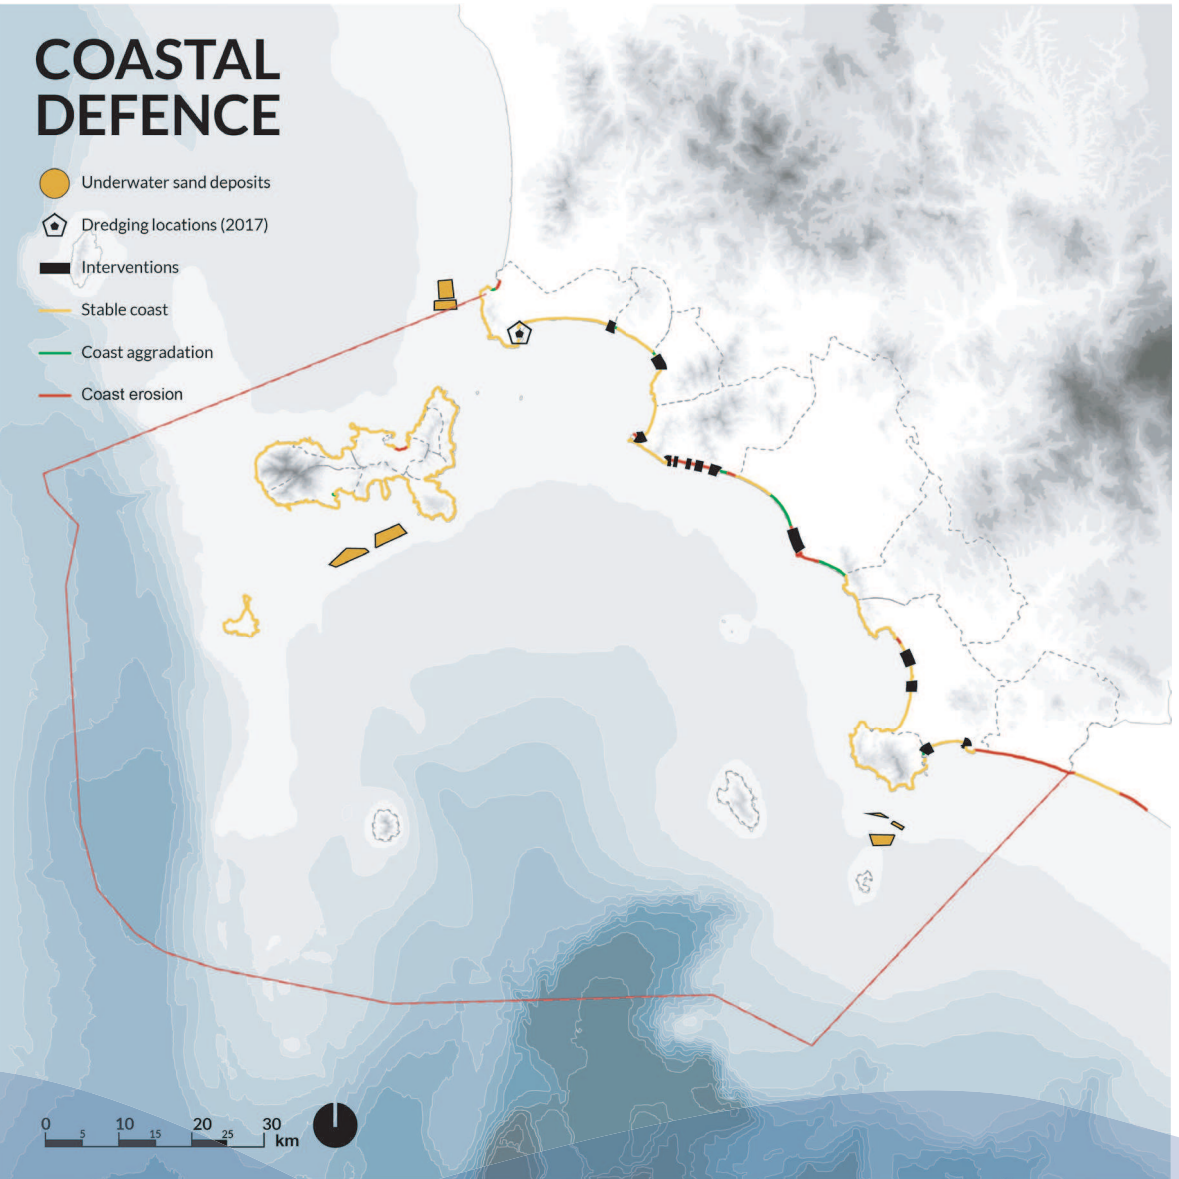 COASTAL
DEFENCE
Underwater sand deposits
Dredging locations (2017)
Interventions
Stable coast
Coast aggradation
Coast erosion
0 10 20 30
5 15 25 km